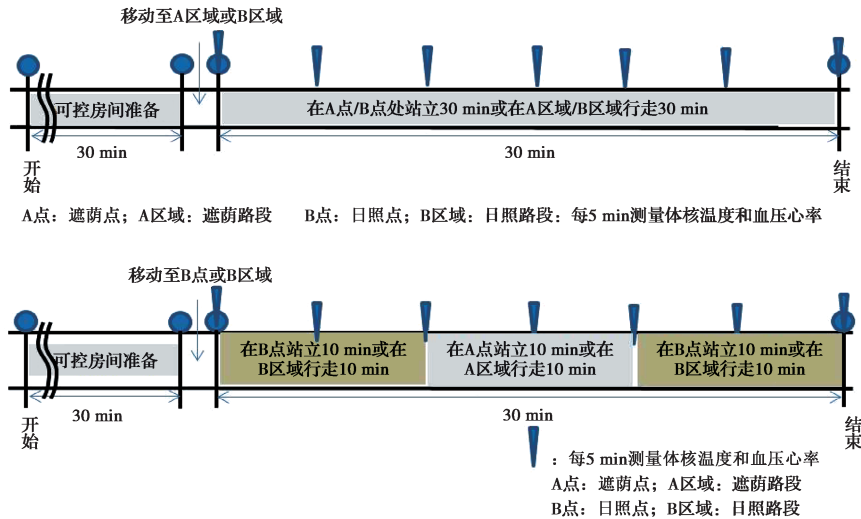 移动至A区域或B区域
可控房间准备
在A点/B点处站立30 min或在A区域/B区域行走30 min
30 min
30 min
开始
结束
A点：遮荫点；A区域：遮荫路段
B点：日照点；B区域：日照路段：每5 min测量体核温度和血压心率
移动至B点或B区域
可控房间准备
在B点站立10 min或在
B区域行走10 min
在A点站立10 min或在
A区域行走10 min
在B点站立10 min或在
B区域行走10 min
30 min
30 min
开始
结束
：每5 min测量体核温度和血压心率
A点：遮荫点；A区域：遮荫路段
B点：日照点；B区域：日照路段